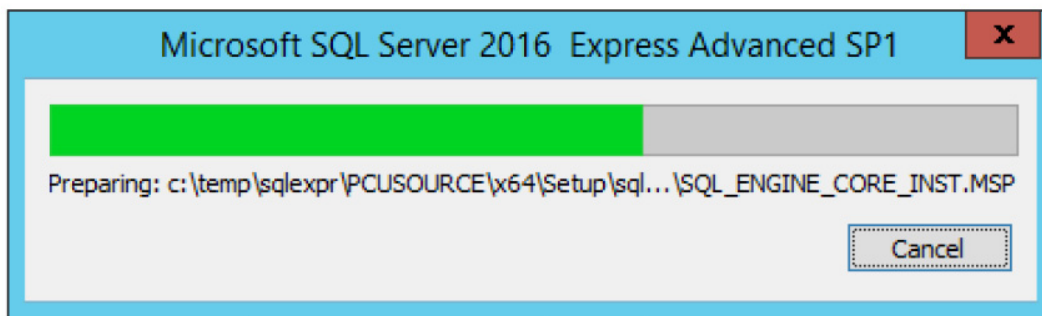 Microsoft SQL Server 2016  Express Advanced SP1
x
Preparing: c:\temp\sqlexpr\PCUSOURCE\x64\Setup\sql...\SQL_ENGINE_CORE_INST.MSP
Cancel